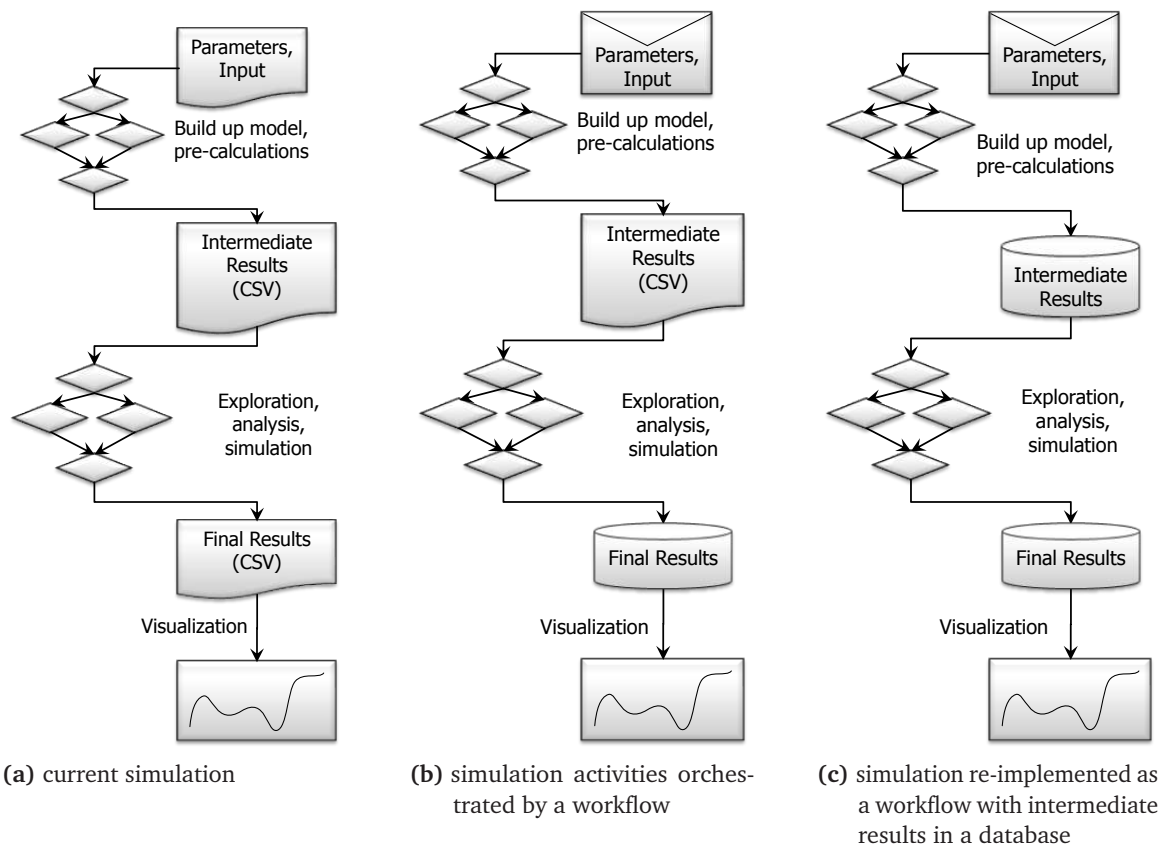 Parameters,
Input
Build up model,
pre-calculations
Intermediate
Results
(CSV)
Exploration,
analysis,
simulation
Final Results
(CSV)
Visualization
(a) current simulation
Parameters,
Input
Build up model,
pre-calculations
Intermediate
Results
(CSV)
Exploration,
analysis,
simulation
Final Results
Visualization
(b) simulation activities orches-
trated by a workflow
Parameters,
Input
Build up model,
pre-calculations
Intermediate
Results
Exploration,
analysis,
simulation
Final Results
Visualization
(c) simulation re-implemented as
a workflow with intermediate
results in a database